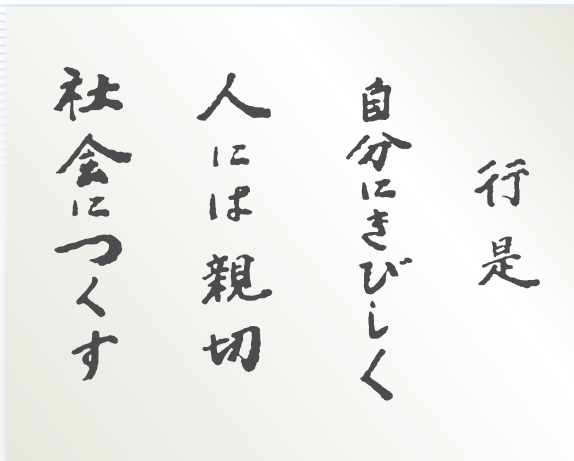 行是
自分にきびしく
人には親切
社会につくす